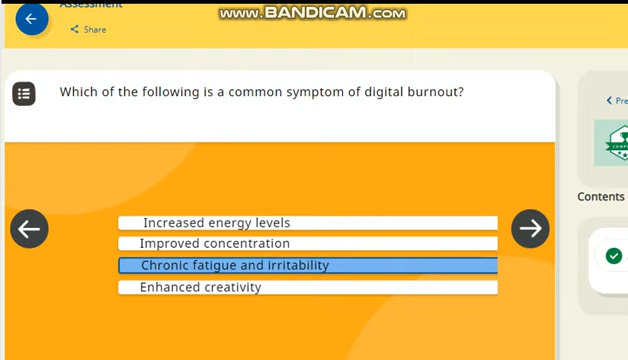 Assessment
www.BANDICAM.com
Share
Which of the following is a common symptom of digital burnout?
Increased energy levels
Improved concentration
Chronic fatigue and irritability
Enhanced creativity
Pre
Contents